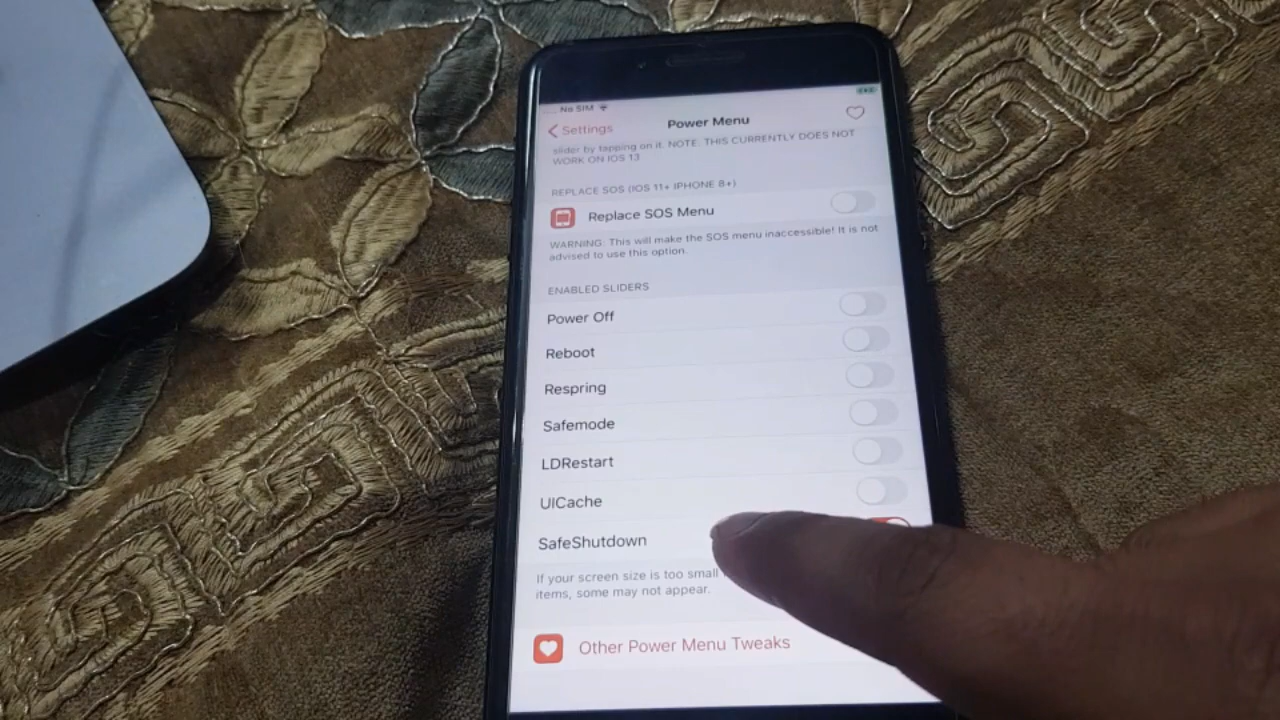 No SIM
Settings
Power Menu
slider by tapping on it. NOTE: THIS CURRENTLY DOES NOT
WORK ON IOS 13
REPLACE SOS (IOS 11+ IPHONE 8+)
Replace SOS Menu
WARNING: This will make the SOS menu inaccessible! It is not
advised to use this option.
ENABLED SLIDERS
Power Off
Reboot
Respring
Safemode
LDRestart
UICache
SafeShutdown
If your screen size is too small
items, some may not appear.
Other Power Menu Tweaks